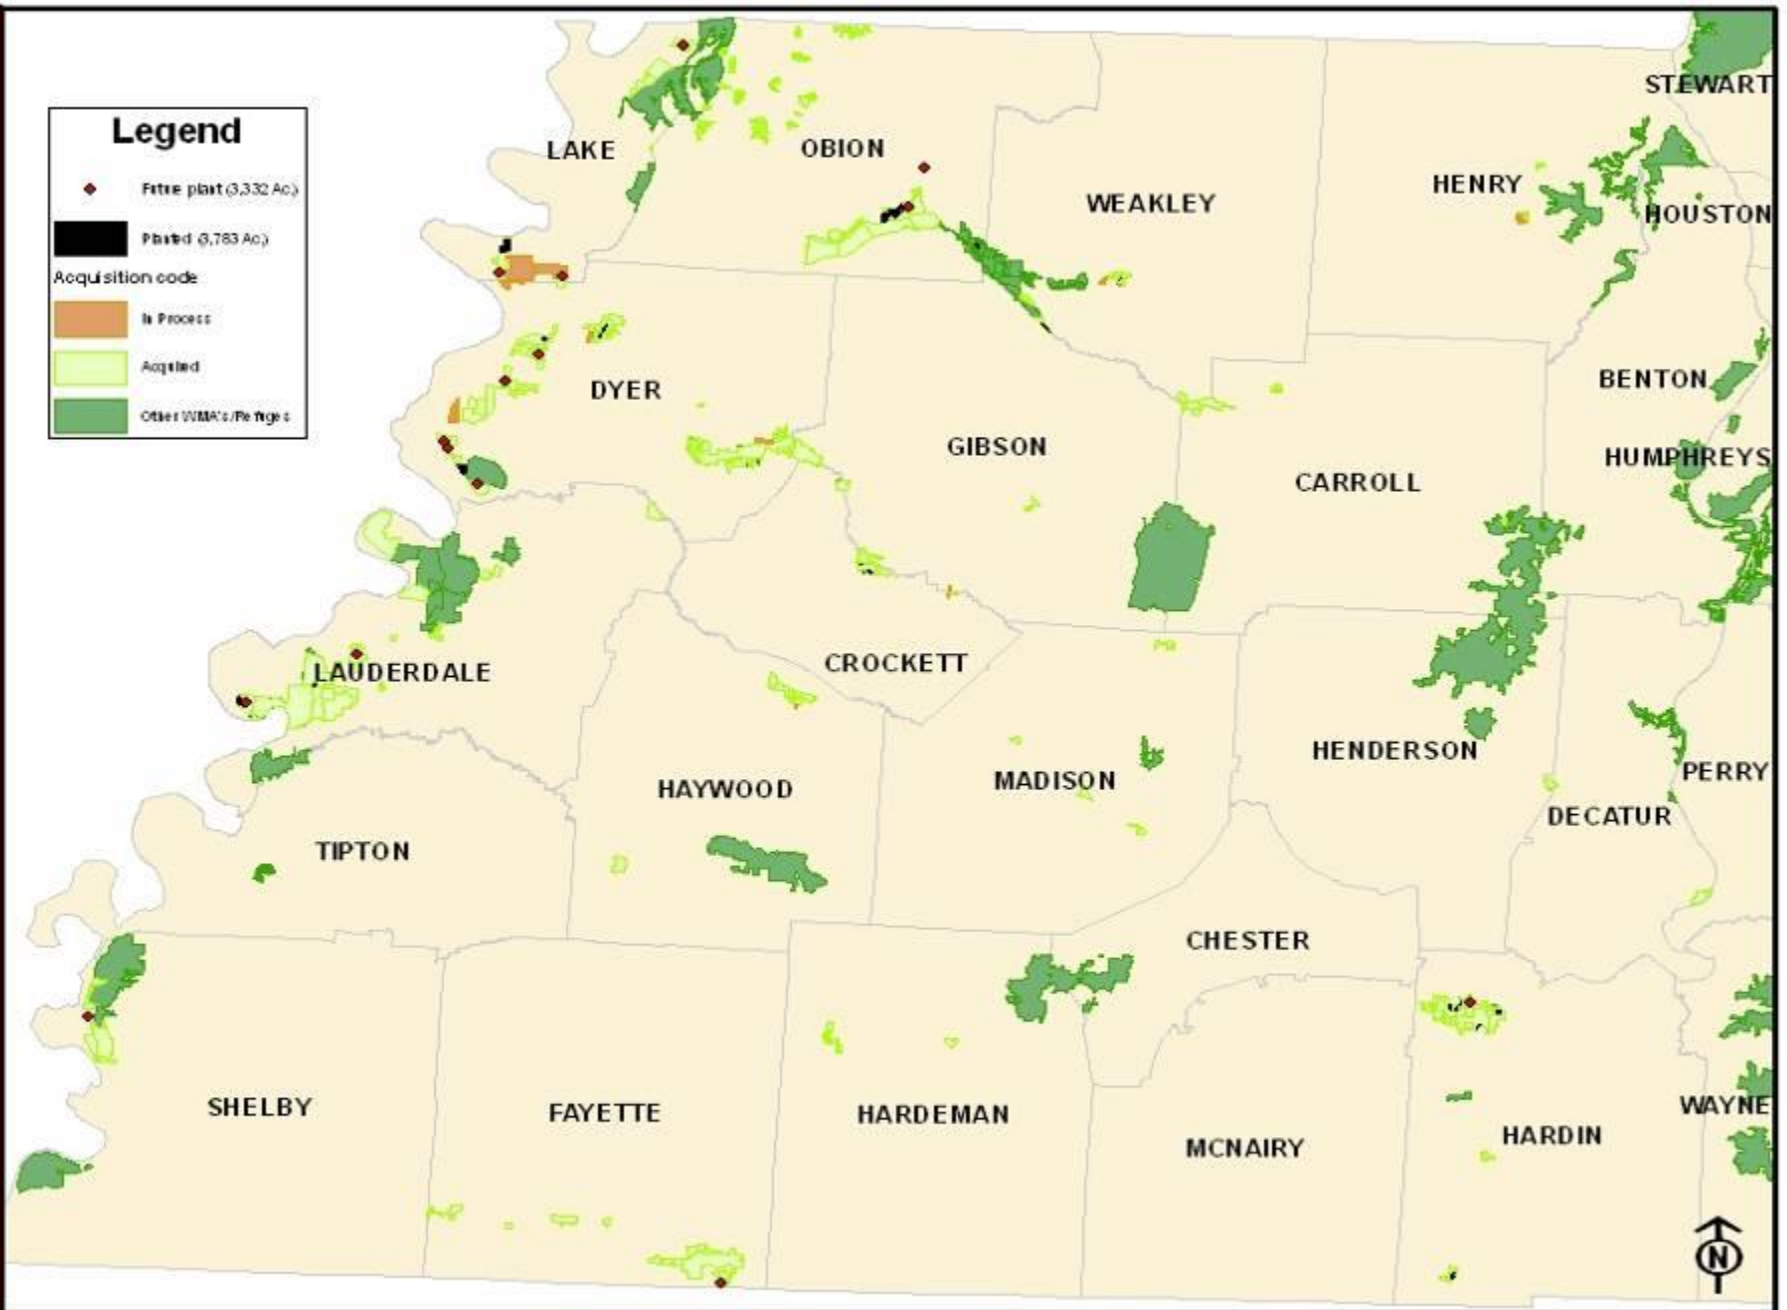 Legend
Future plant (3,332 Ac.)
Planted (3,783 Ac.)
Acquisition code
In Process
Acquired
Other WMA's/Refuges
STEWART
LAKE
OBION
HENRY
WEAKLEY
HOUSTON
DYER
BENTON
GIBSON
HUMPHREYS
CARROLL
CROCKETT
LAUDERDALE
HENDERSON
PERRY
MADISON
HAYWOOD
DECATUR
TIPTON
CHESTER
SHELBY
FAYETTE
HARDEMAN
WAYNE
HARDIN
MCNAIRY
N